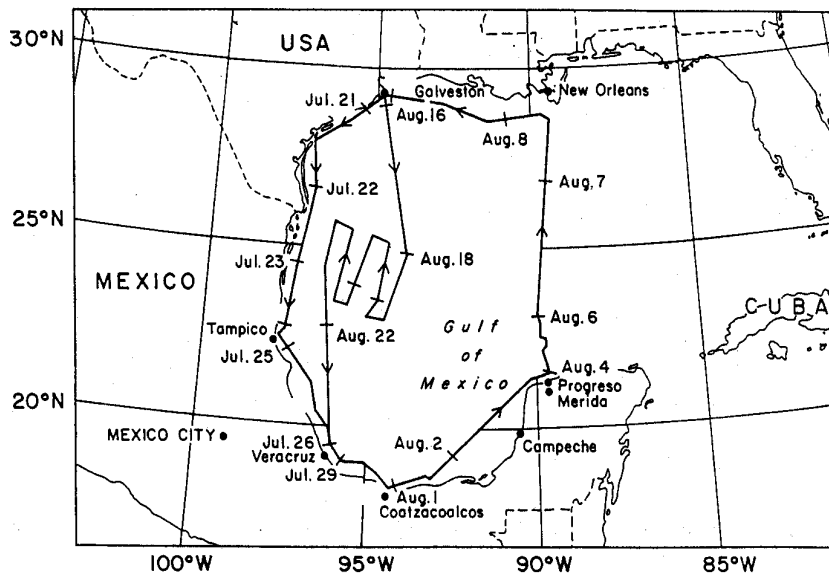 30°N
USA
Galveston
New Orleans
Jul. 21
Aug. 16
Aug. 8
Jul. 22
Aug. 7
25°N
Jul. 23
Aug. 18
MEXICO
CUBA
Tampico
Aug. 22
Gulf
of
Mexico
Aug. 6
Jul. 25
Aug. 4
Progreso
Merida
20°N
MEXICO CITY
Jul. 26
Veracruz
Jul. 29
Aug. 2
Campeche
Aug. 1
Coatzacoalcos
100°W
95°W
90°W
85°W